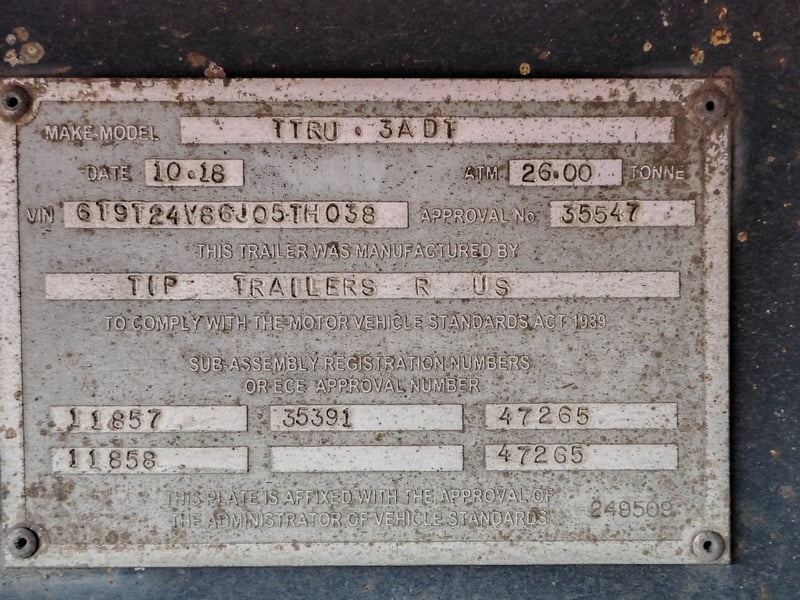 MAKE-MODEL TTRU . 3ADT
DATE 10.18 ATM 26.00 TONNE
VIN 6T9T24V86J05TH038 APPROVAL No. 35547
THIS TRAILER WAS MANUFACTURED BY
TIP TRAILERS R US
TO COMPLY WITH THE MOTOR VEHICLE STANDARDS ACT 1989
SUB-ASSEMBLY REGISTRATION NUMBERS
OR ECE APPROVAL NUMBER
11857 35391 47265
11858 47265
THIS PLATE IS AFFIXED WITH THE APPROVAL OF
THE ADMINISTRATOR OF VEHICLE STANDARDS 249509